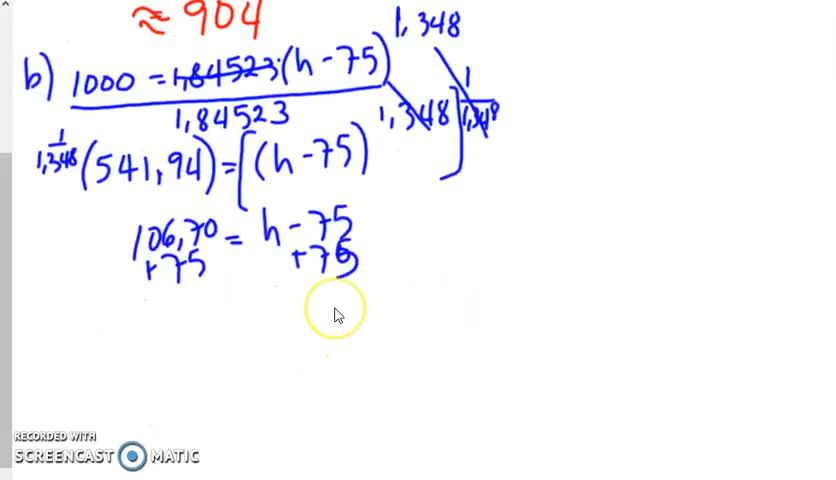 ≈ 904
1,348
b) 1000 = 1,84523 (h - 75)
1
1,84523
1,348
1,348
1
1,348 (541,94) = [(h - 75) ]
106,70 = h - 75
+75 +75
RECORDED WITH
SCREENCAST MATIC